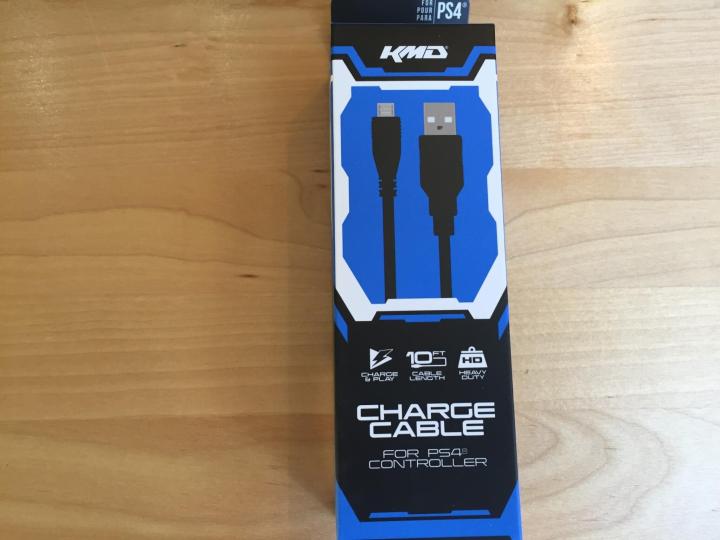 FOR
POUR
PARA
PS4®
KMD®
CHARGE
& PLAY
10FT
CABLE
LENGTH
HD
HEAVY
DUTY
CHARGE
CABLE
FOR PS4®
CONTROLLER